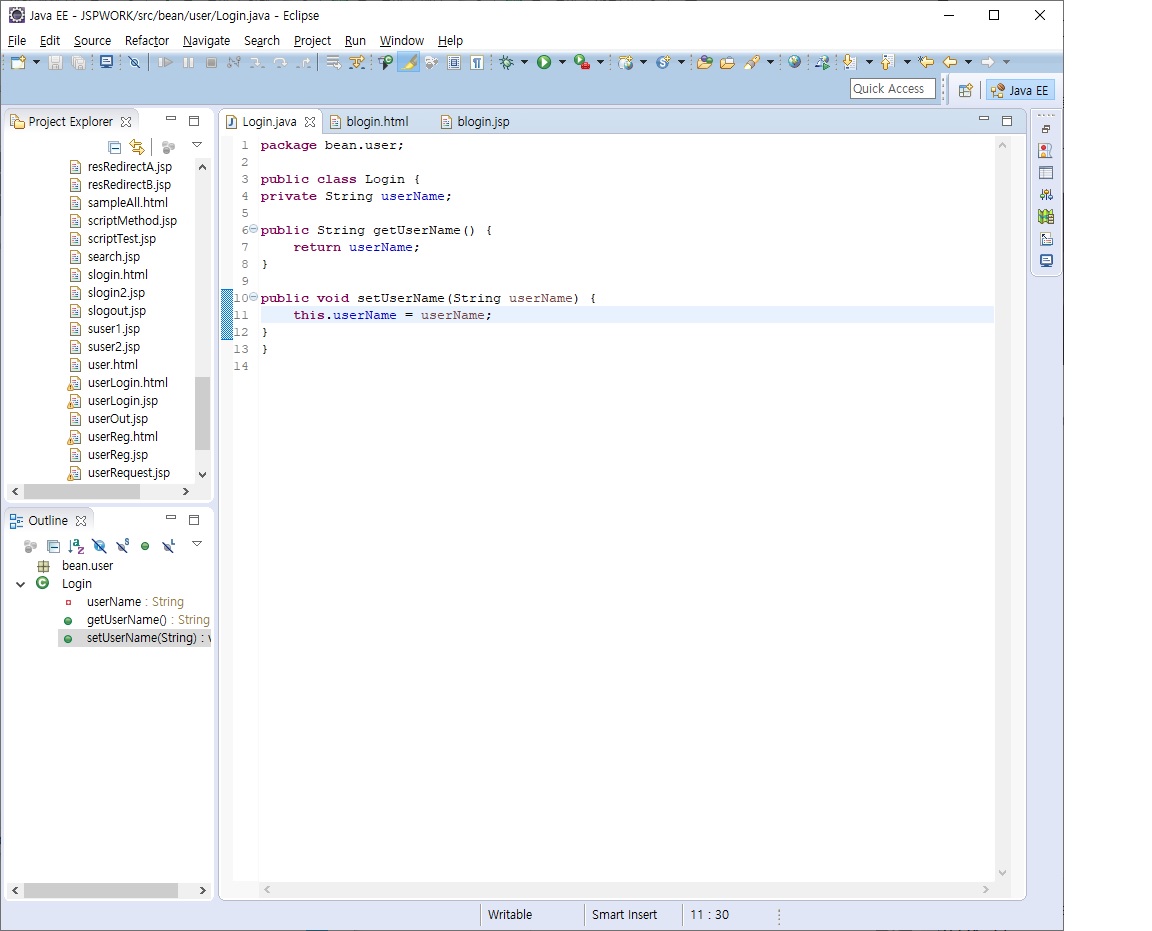 Java EE - JSPWORK/src/bean/user/Login.java - Eclipse
File Edit Source Refactor Navigate Search Project Run Window Help
Quick Access
Java EE
Project Explorer
resRedirectA.jsp
resRedirectB.jsp
sampleAll.html
scriptMethod.jsp
scriptTest.jsp
search.jsp
slogin.html
slogin2.jsp
slogout.jsp
suser1.jsp
suser2.jsp
user.html
userLogin.html
userLogin.jsp
userOut.jsp
userReg.html
userReg.jsp
userRequest.jsp
Outline
bean.user
Login
userName : String
getUserName() : String
setUserName(String) : v
Login.java blogin.html blogin.jsp
1 package bean.user;
2
3 public class Login {
4 private String userName;
5
6 public String getUserName() {
7 return userName;
8 }
9
10 public void setUserName(String userName) {
11 this.userName = userName;
12 }
13 }
14
Writable Smart Insert 11 : 30